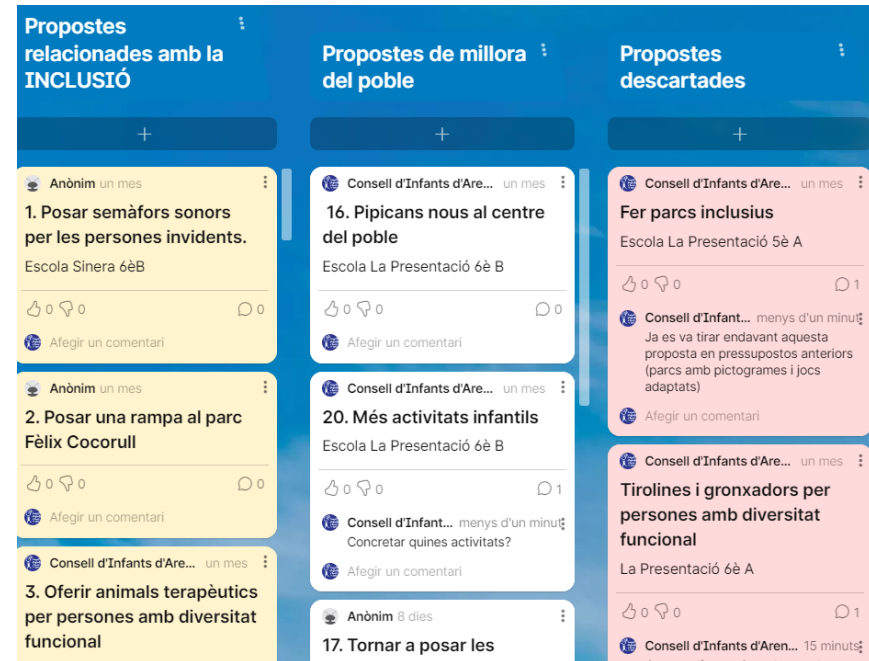 Propostes
relacionades amb la
INCLUSIÓ
+
Anònim un mes
1. Posar semàfors sonors
per les persones invidents.
Escola Sinera 6èB
0 0 0
Afegir un comentari
Anònim un mes
2. Posar una rampa al parc
Fèlix Cocorull
0 0 0
Afegir un comentari
Consell d'Infants d'Are... un mes
3. Oferir animals terapèutics
per persones amb diversitat
funcional
Propostes de millora
del poble
+
Consell d'Infants d'Are... un mes
16. Pipicans nous al centre
del poble
Escola La Presentació 6è B
0 0 0
Afegir un comentari
Consell d'Infants d'Are... un mes
20. Més activitats infantils
Escola La Presentació 6è B
0 0 1
Consell d'Infant... menys d'un minut
Concretar quines activitats?
Afegir un comentari
Anònim 8 dies
17. Tornar a posar les
Propostes
descartades
+
Consell d'Infants d'Are... un mes
Fer parcs inclusius
Escola La Presentació 5è A
0 0 1
Consell d'Infant... menys d'un minut
Ja es va tirar endavant aquesta
proposta en pressupostos anteriors
(parcs amb pictogrames i jocs
adaptats)
Afegir un comentari
Consell d'Infants d'Are... un mes
Tirolines i gronxadors per
persones amb diversitat
funcional
La Presentació 6è A
0 0 1
Consell d'Infants d'Aren... 15 minuts